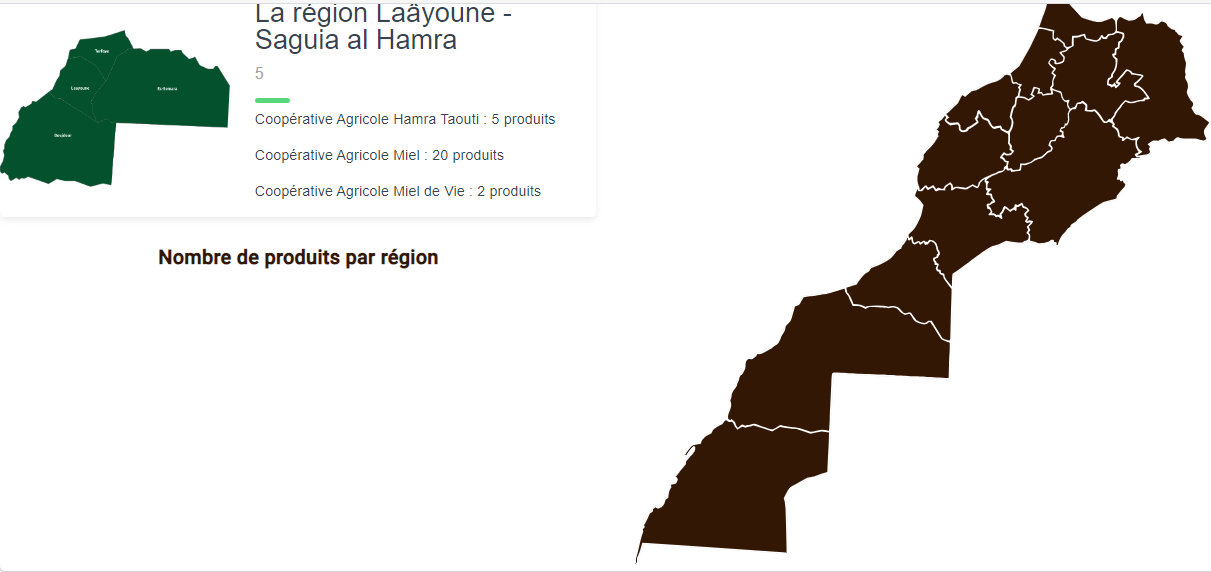 La région Laäyoune -
Saguia al Hamra
5
Coopérative Agricole Hamra Taouti : 5 produits
Coopérative Agricole Miel : 20 produits
Coopérative Agricole Miel de Vie : 2 produits
Tarfaya
Laayoune
Es-Semara
Boujdour
Nombre de produits par région